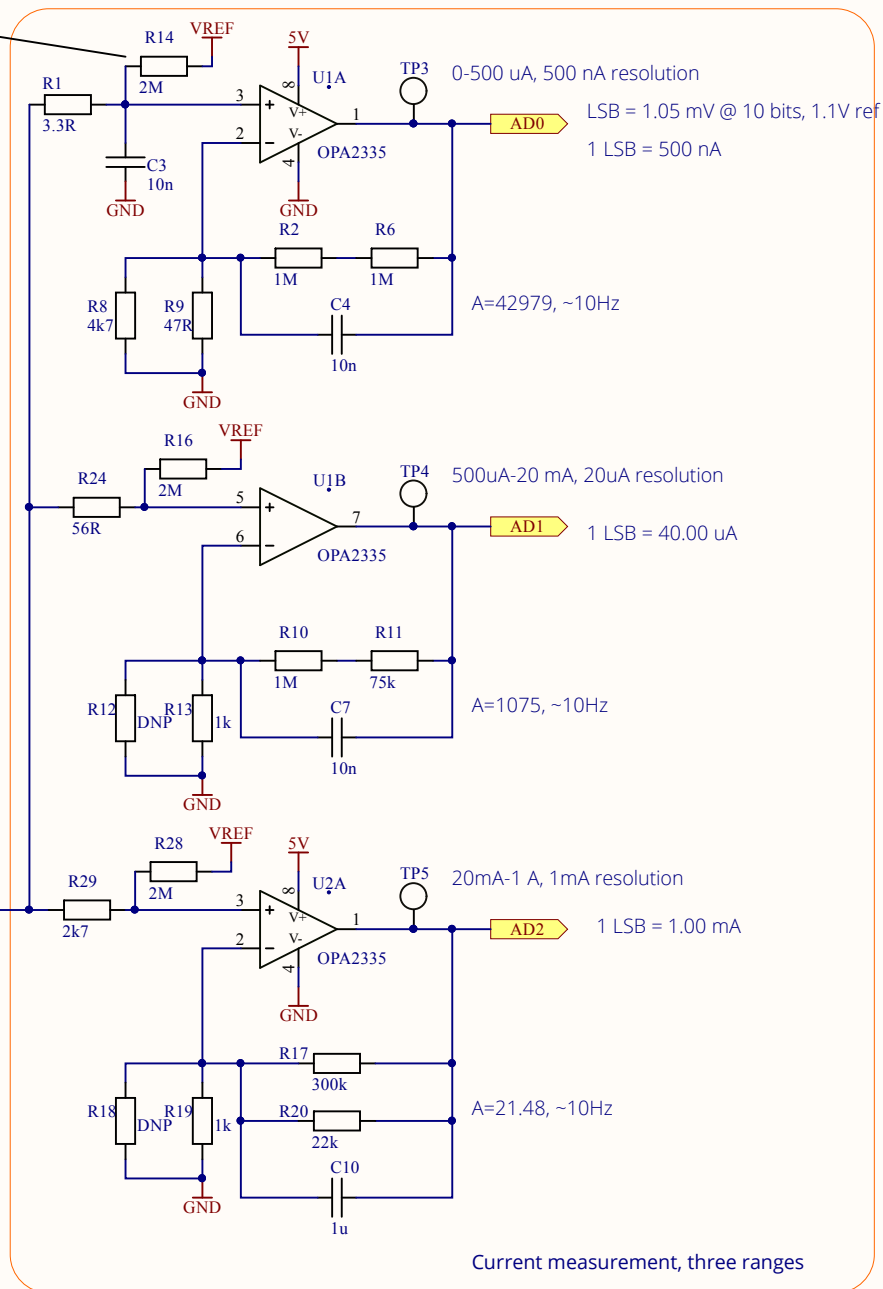 R14
VREF
2M
R1
3.3R
C3
10n
GND
5V
U1A
3
2
8
V+
V-
4
1
OPA2335
GND
TP3
0-500 uA, 500 nA resolution
AD0
LSB = 1.05 mV @ 10 bits, 1.1V ref
1 LSB = 500 nA
R2
1M
R6
1M
R8
4k7
R9
47R
C4
10n
A=42979, ~10Hz
GND
R16
VREF
2M
R24
56R
U1B
5
6
7
OPA2335
TP4
500uA-20 mA, 20uA resolution
AD1
1 LSB = 40.00 uA
R10
1M
R11
75k
R12
DNP
R13
1k
C7
10n
A=1075, ~10Hz
GND
R28
VREF
2M
R29
2k7
5V
U2A
3
2
8
V+
V-
4
1
OPA2335
GND
TP5
20mA-1 A, 1mA resolution
AD2
1 LSB = 1.00 mA
R17
300k
R18
DNP
R19
1k
R20
22k
C10
1u
A=21.48, ~10Hz
GND
Current measurement, three ranges